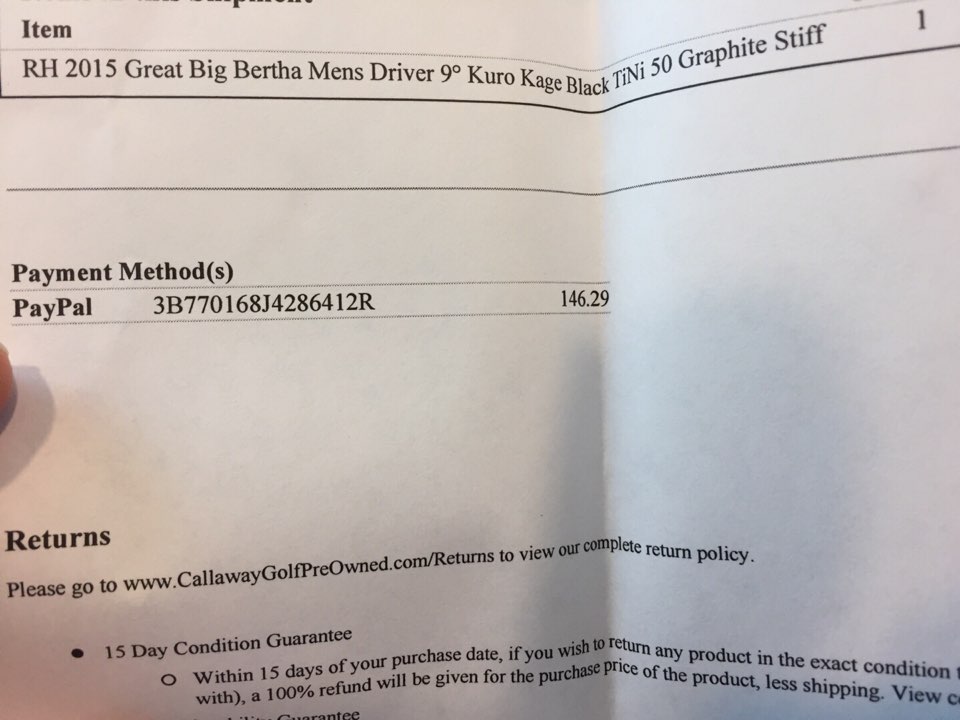 Item
1
RH 2015 Great Big Bertha Mens Driver 9° Kuro Kage Black TiNi 50 Graphite Stiff
Payment Method(s)
PayPal 3B770168J4286412R 146.29
Returns
Please go to www.CallawayGolfPreOwned.com/Returns to view our complete return policy.
• 15 Day Condition Guarantee
o Within 15 days of your purchase date, if you wish to return any product in the exact condition
with), a 100% refund will be given for the purchase price of the product, less shipping. View
Guarantee